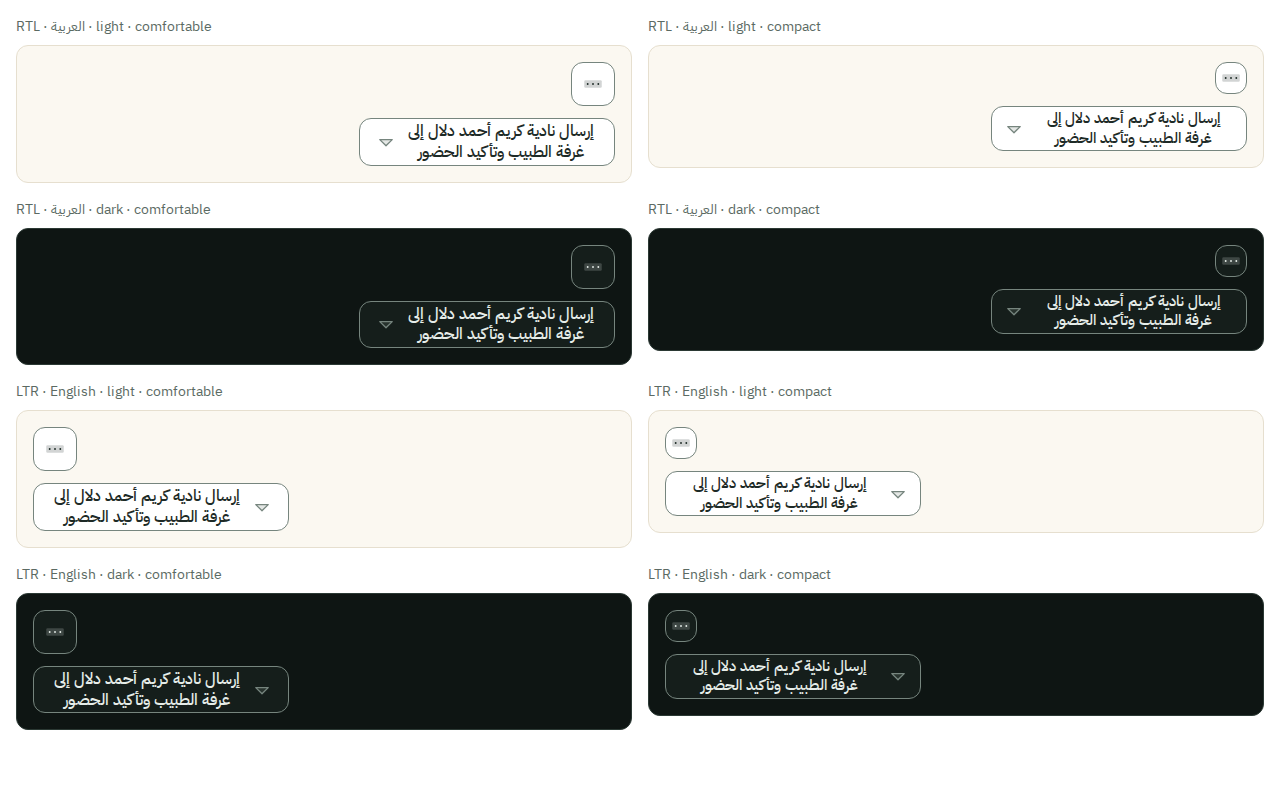 RTL · العربية · light · comfortable
إرسال نادية كريم أحمد دلال إلى
غرفة الطبيب وتأكيد الحضور
RTL · العربية · light · compact
إرسال نادية كريم أحمد دلال إلى
غرفة الطبيب وتأكيد الحضور
RTL · العربية · dark · comfortable
إرسال نادية كريم أحمد دلال إلى
غرفة الطبيب وتأكيد الحضور
RTL · العربية · dark · compact
إرسال نادية كريم أحمد دلال إلى
غرفة الطبيب وتأكيد الحضور
LTR · English · light · comfortable
إرسال نادية كريم أحمد دلال إلى
غرفة الطبيب وتأكيد الحضور
LTR · English · light · compact
إرسال نادية كريم أحمد دلال إلى
غرفة الطبيب وتأكيد الحضور
LTR · English · dark · comfortable
إرسال نادية كريم أحمد دلال إلى
غرفة الطبيب وتأكيد الحضور
LTR · English · dark · compact
إرسال نادية كريم أحمد دلال إلى
غرفة الطبيب وتأكيد الحضور